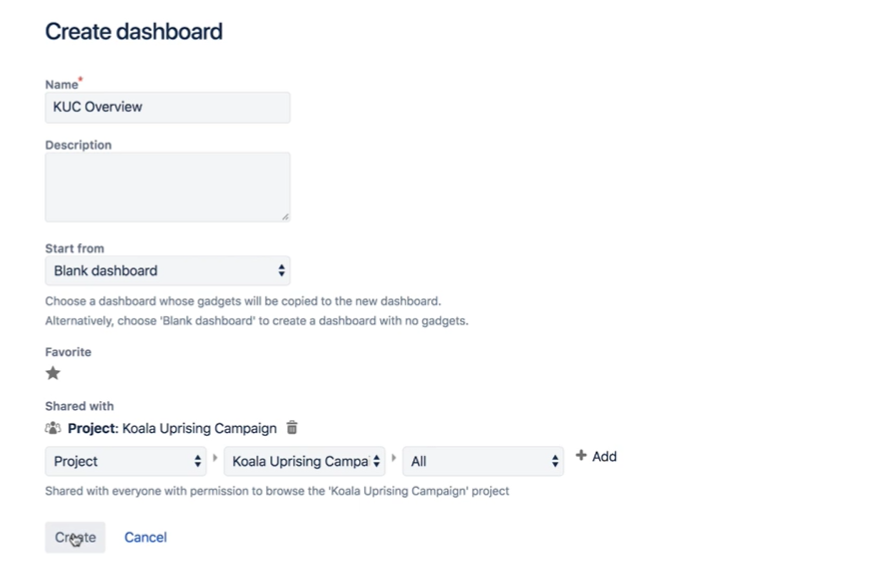 Create dashboard
Name*
KUC Overview
Description
Start from
Blank dashboard
Choose a dashboard whose gadgets will be copied to the new dashboard.
Alternatively, choose 'Blank dashboard' to create a dashboard with no gadgets.
Favorite
Shared with
Project: Koala Uprising Campaign
Project Koala Uprising Campa All + Add
Shared with everyone with permission to browse the 'Koala Uprising Campaign' project
Create Cancel